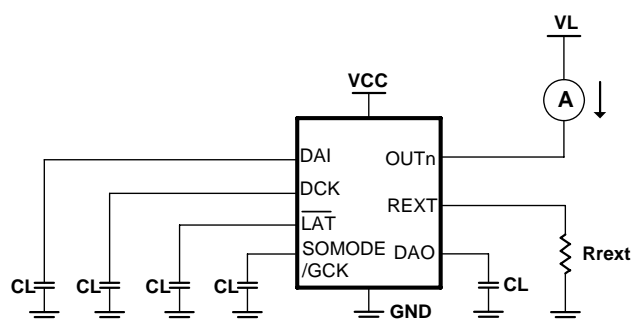 VL
VCC
A
DAI
OUTn
DCK
REXT
LAT
SOMODE
/GCK
DAO
Rrext
CL
CL
CL
CL
CL
GND